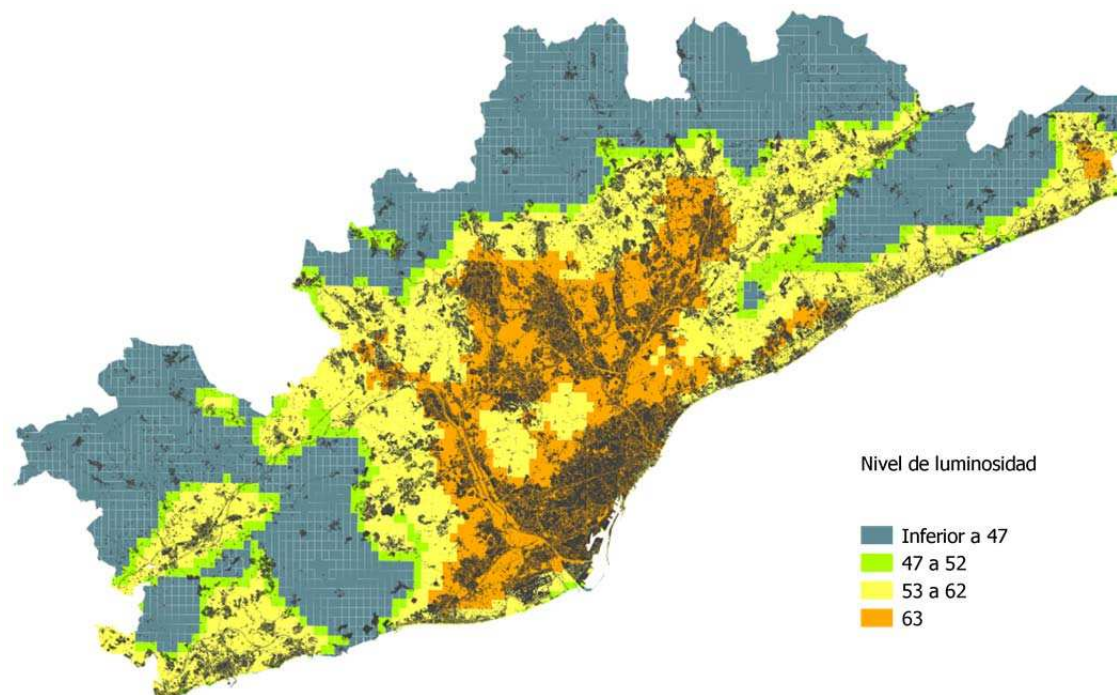 Nivel de luminosidad
Inferior a 47
47 a 52
53 a 62
63